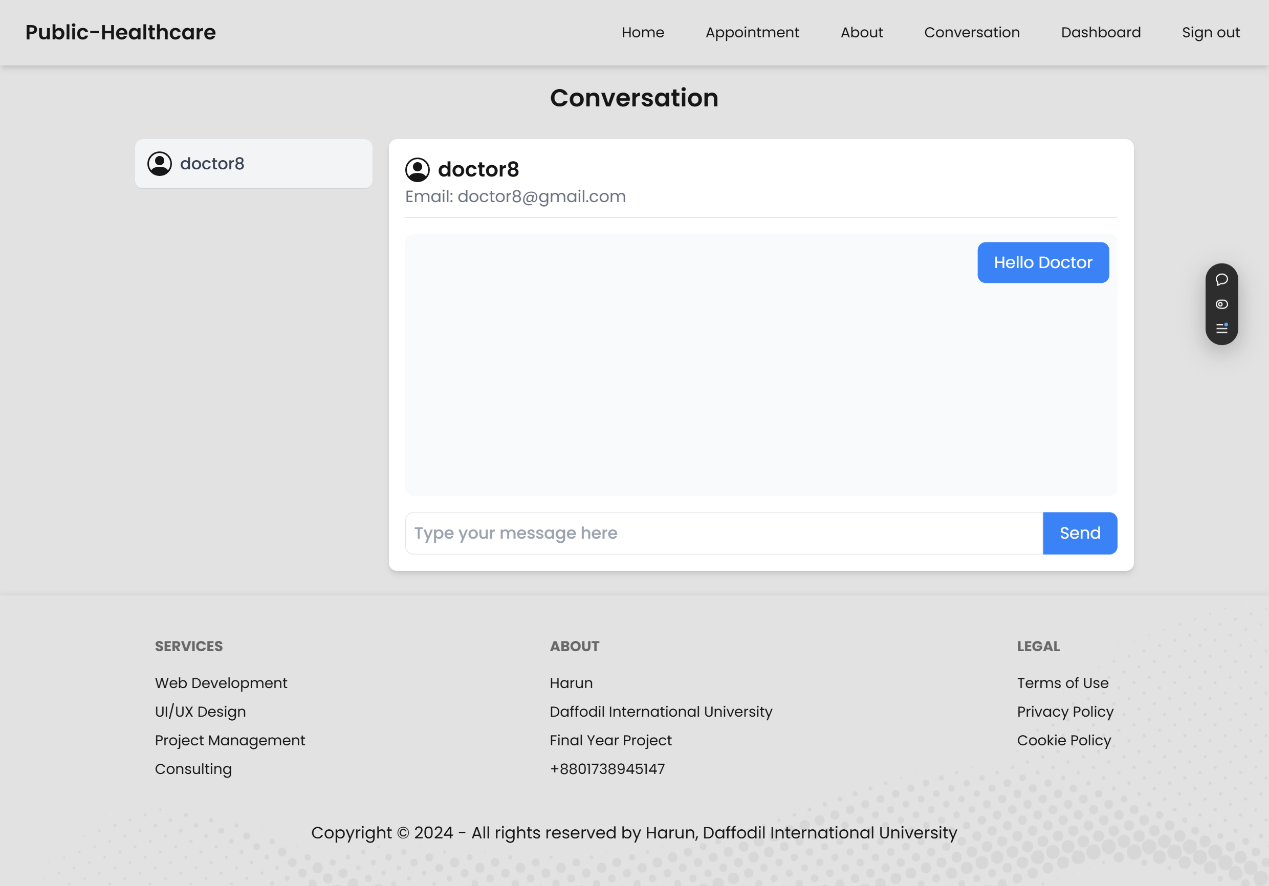 Public-Healthcare
Home Appointment About Conversation Dashboard Sign out
Conversation
doctor8
doctor8
Email: doctor8@gmail.com
Hello Doctor
Type your message here
Send
SERVICES
Web Development
UI/UX Design
Project Management
Consulting
ABOUT
Harun
Daffodil International University
Final Year Project
+8801738945147
LEGAL
Terms of Use
Privacy Policy
Cookie Policy
Copyright © 2024 - All rights reserved by Harun, Daffodil International University